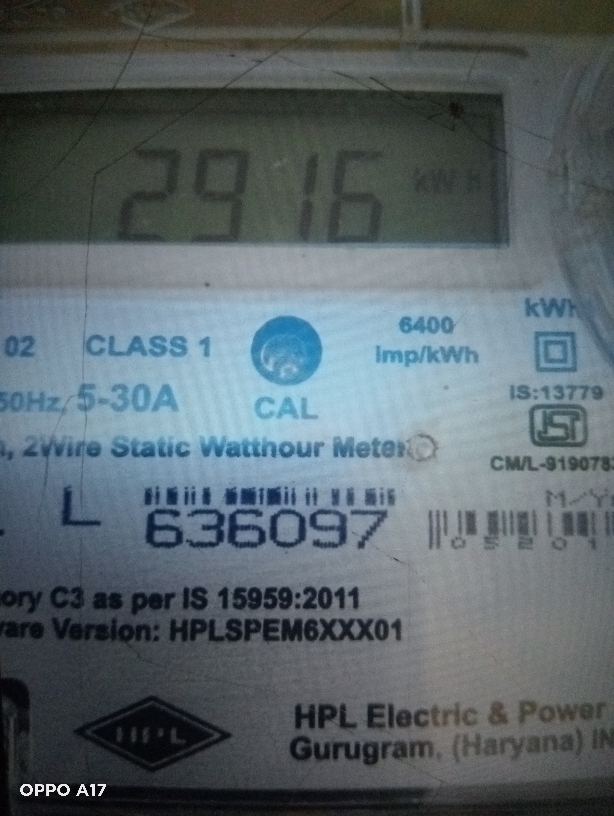 2916 kWh
02 CLASS 1
6400
imp/kWh
kWh
50Hz, 5-30A
CAL
IS:13779
2Wire Static Watthour Meter
CM/L-9190783
L
636097
M/Y
ory C3 as per IS 15959:2011
are Version: HPLSPEM6XXX01
HPL
HPL Electric & Power
Gurugram, (Haryana) IN
OPPO A17